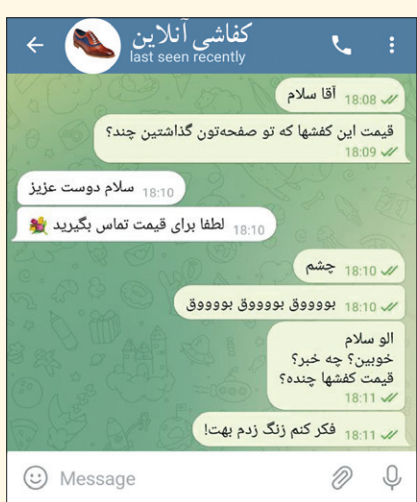 کفاشی آنلاین
last seen recently
آقا سلام 18:08
قیمت این کفشها که تو صفحه‌تون گذاشتین چند؟
18:09
سلام دوست عزیز 18:10
لطفا برای قیمت تماس بگیرید 💐 18:10
چشم 18:10
بوووووق بوووووق بوووووق 18:10
الو سلام
خوبین؟ چه خبر؟
قیمت کفشها چنده؟
18:11
فکر کنم زنگ زدم بهت! 18:11
Message